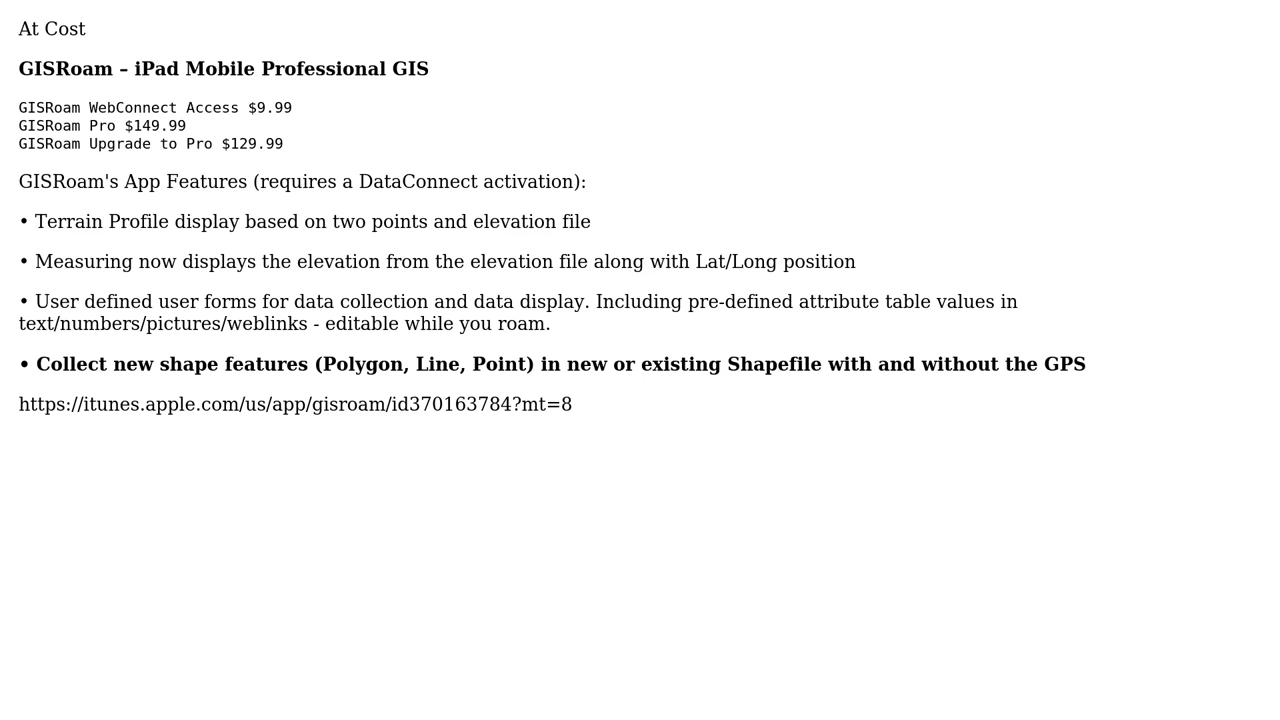 At Cost
GISRoam – iPad Mobile Professional GIS
GISRoam WebConnect Access $9.99
GISRoam Pro $149.99
GISRoam Upgrade to Pro $129.99
GISRoam's App Features (requires a DataConnect activation):
• Terrain Profile display based on two points and elevation file
• Measuring now displays the elevation from the elevation file along with Lat/Long position
• User defined user forms for data collection and data display. Including pre-defined attribute table values in
text/numbers/pictures/weblinks - editable while you roam.
• Collect new shape features (Polygon, Line, Point) in new or existing Shapefile with and without the GPS
https://itunes.apple.com/us/app/gisroam/id370163784?mt=8